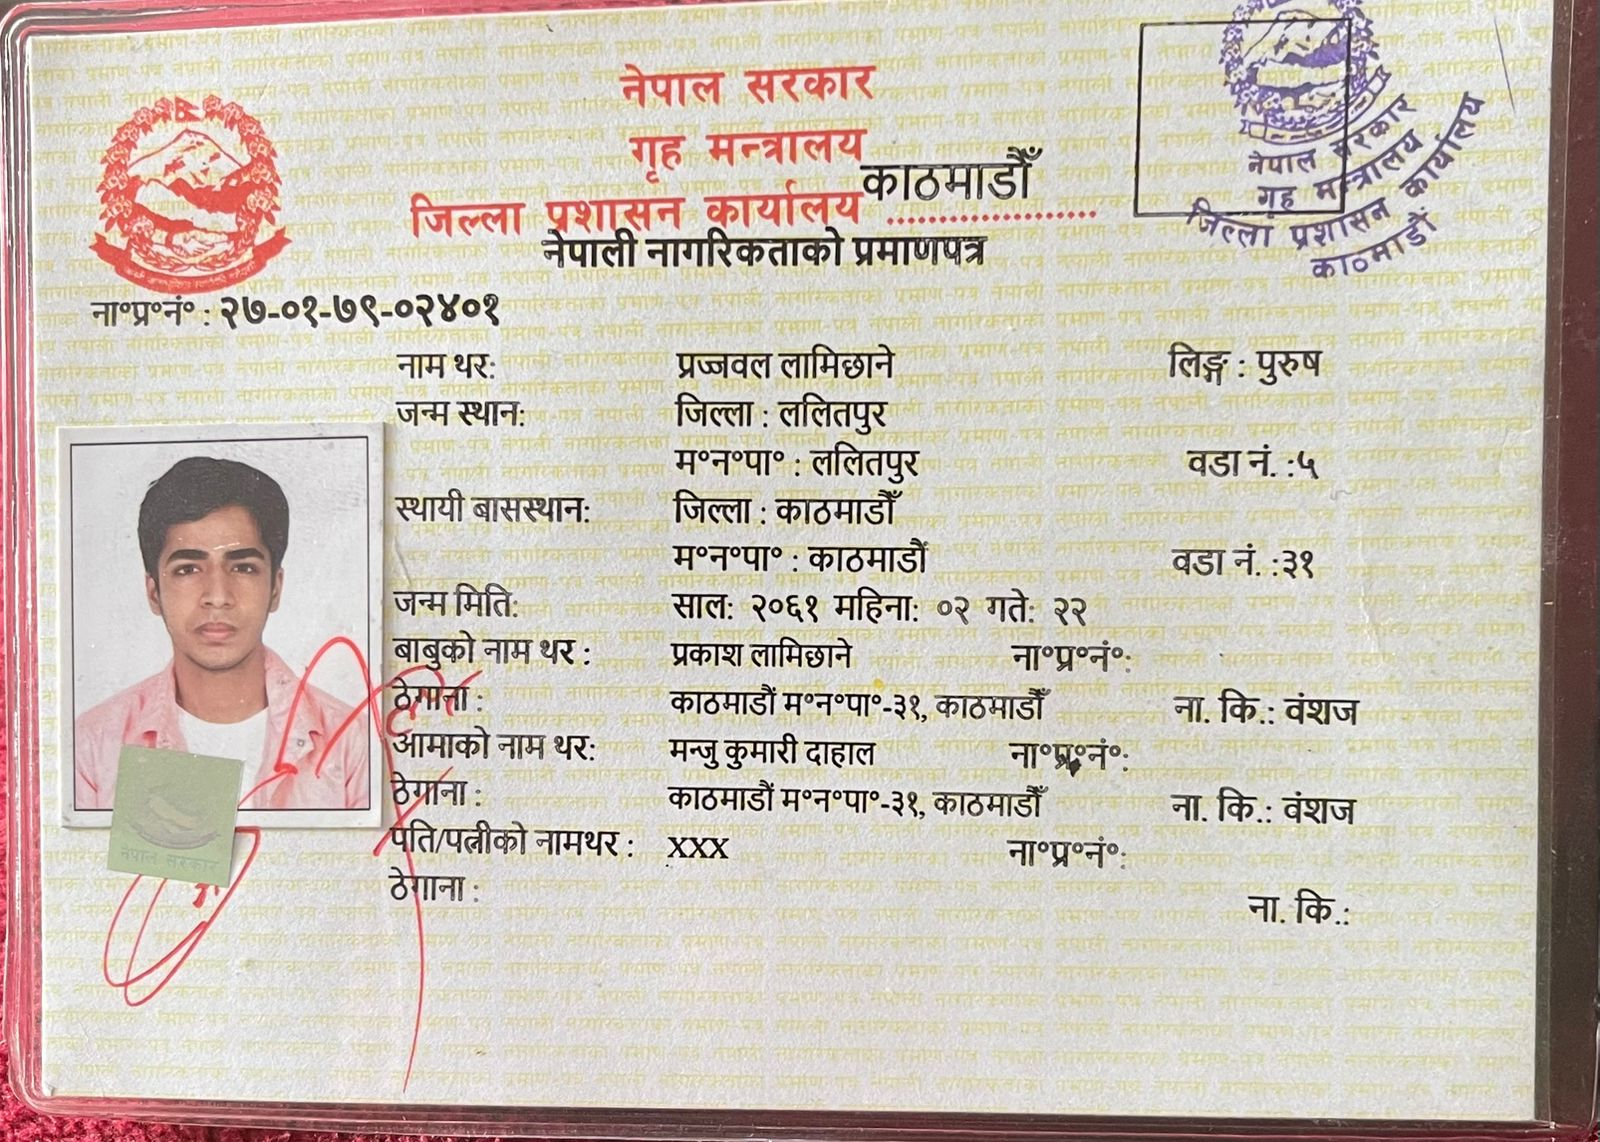 नेपाल सरकार
गृह मन्त्रालय
जिल्ला प्रशासन कार्यालय काठमाडौँ
नेपाली नागरिकताको प्रमाणपत्र
नेपाल सरकार
गृह मन्त्रालय
जिल्ला प्रशासन कार्यालय
काठमाडौं
ना॰प्र॰नं॰ : २७-०१-७९-०२४०१
नाम थर: प्रज्जवल लामिछाने लिङ्ग : पुरुष
जन्म स्थान: जिल्ला : ललितपुर
म॰न॰पा॰ : ललितपुर वडा नं. :५
स्थायी बासस्थान: जिल्ला : काठमाडौँ
म॰न॰पा॰ : काठमाडौं वडा नं. :३१
जन्म मिति: साल: २०६१ महिना: ०२ गते: २२
बाबुको नाम थर : प्रकाश लामिछाने ना॰प्र॰नं॰:
ठेगाना : काठमाडौं म॰न॰पा॰-३१, काठमाडौँ ना. कि.: वंशज
आमाको नाम थर: मन्जु कुमारी दाहाल ना॰प्र॰नं॰:
ठेगाना : काठमाडौं म॰न॰पा॰-३१, काठमाडौँ ना. कि.: वंशज
पति/पत्नीको नामथर : xxx ना॰प्र॰नं॰:
ठेगाना :
ना. कि.:
नेपाल सरकार